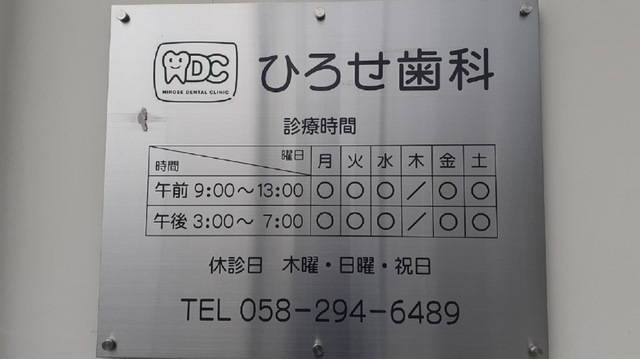 HDC
HIROSE DENTAL CLINIC
ひろせ歯科
診療時間
時間 曜日 月 火 水 木 金 土
午前 9:00〜13:00 ○ ○ ○ / ○ ○
午後 3:00〜 7:00 ○ ○ ○ / ○ ○
休診日 木曜・日曜・祝日
TEL 058-294-6489